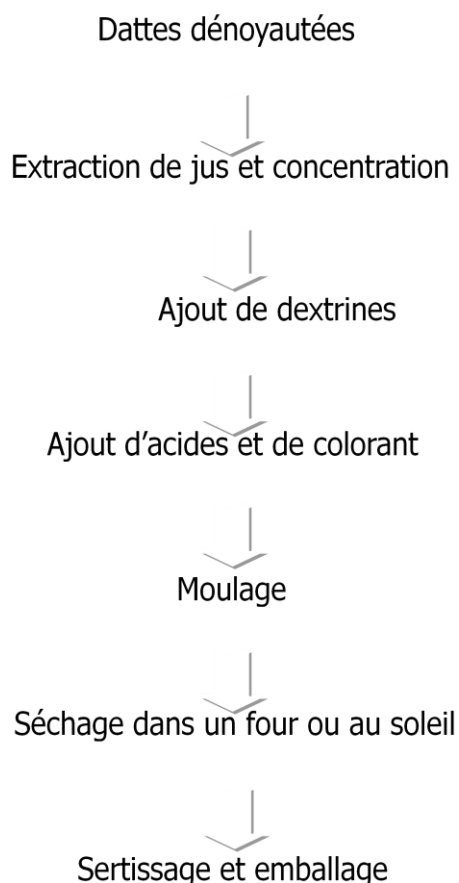 Dattes dénoyautées
Extraction de jus et concentration
Ajout de dextrines
Ajout d’acides et de colorant
Moulage
Séchage dans un four ou au soleil
Sertissage et emballage